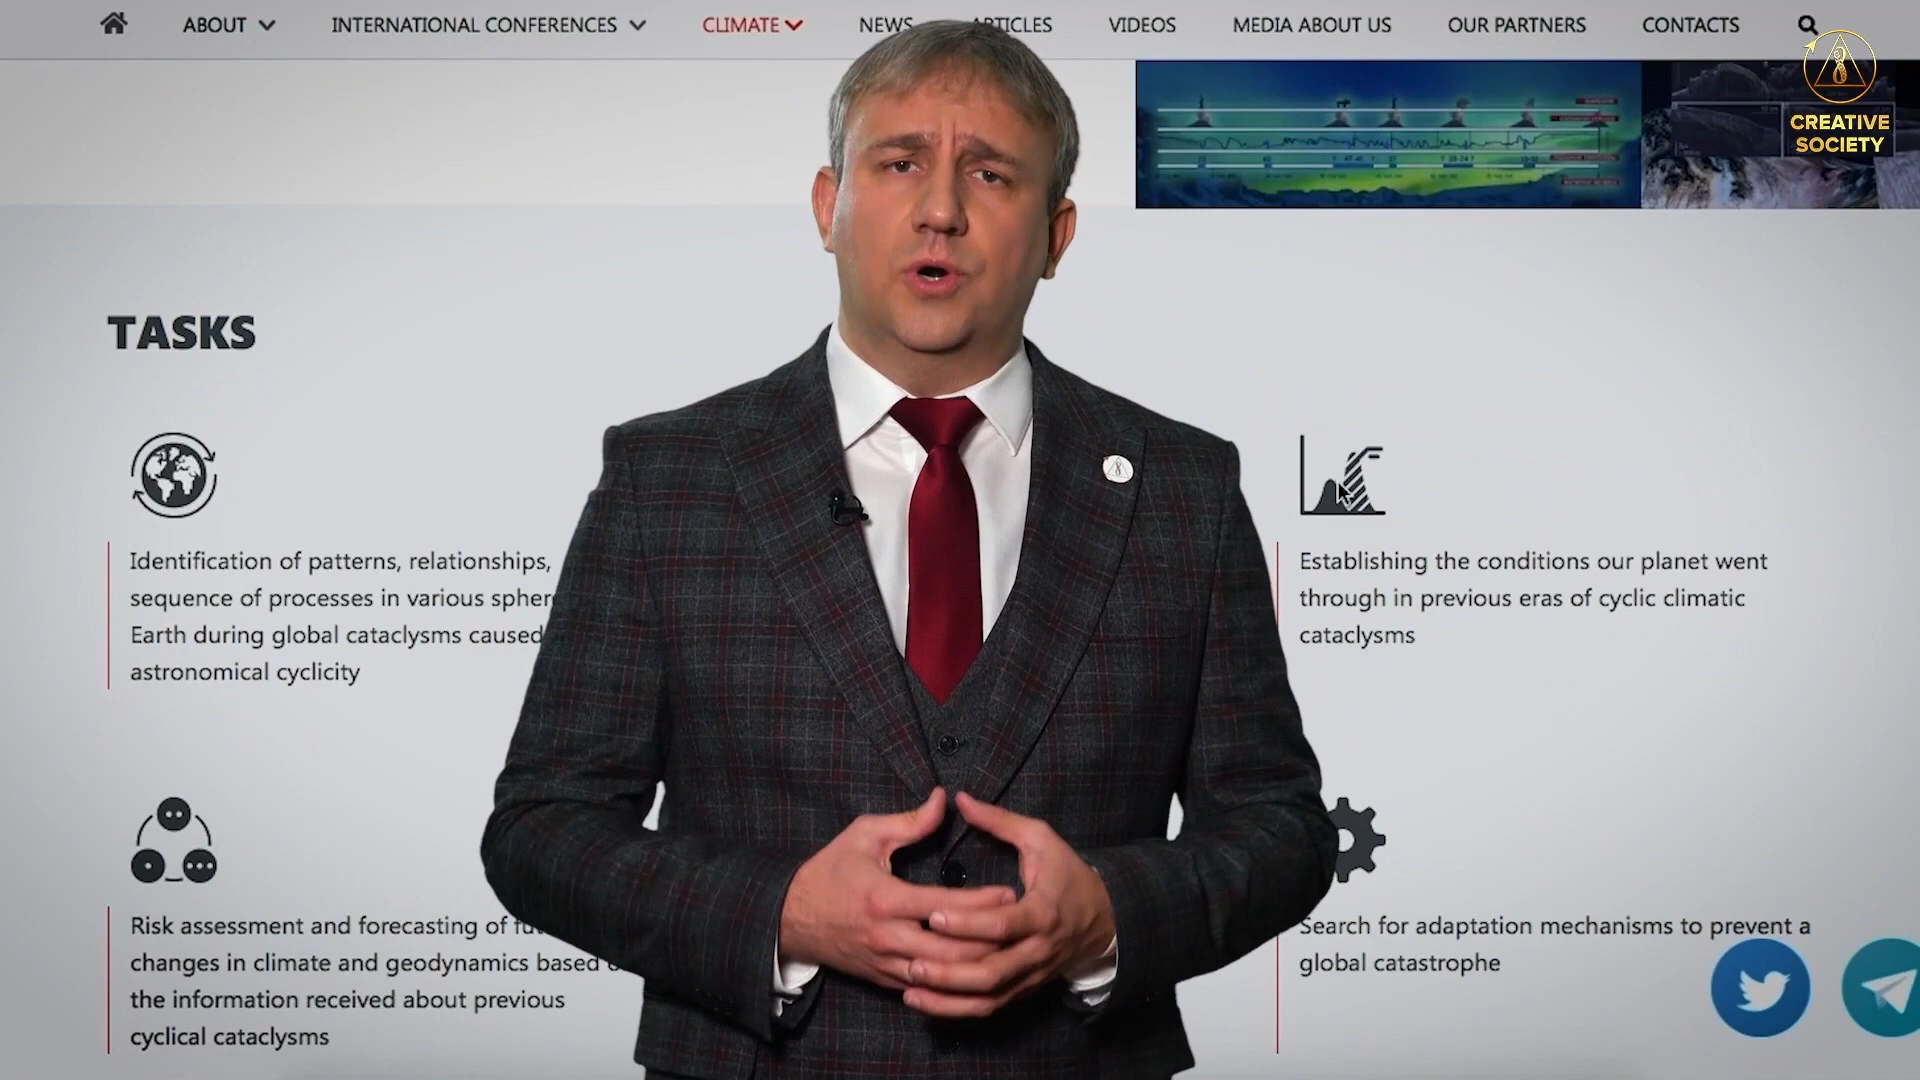 ABOUT
INTERNATIONAL CONFERENCES
CLIMATE
NEWS
ARTICLES
VIDEOS
MEDIA ABOUT US
OUR PARTNERS
CONTACTS
CREATIVE
SOCIETY
TASKS
Identification of patterns, relationships,
sequence of processes in various spher
Earth during global cataclysms caused
astronomical cyclicity
Establishing the conditions our planet went
through in previous eras of cyclic climatic
cataclysms
Risk assessment and forecasting of fu
changes in climate and geodynamics based
the information received about previous
cyclical cataclysms
Search for adaptation mechanisms to prevent a
global catastrophe